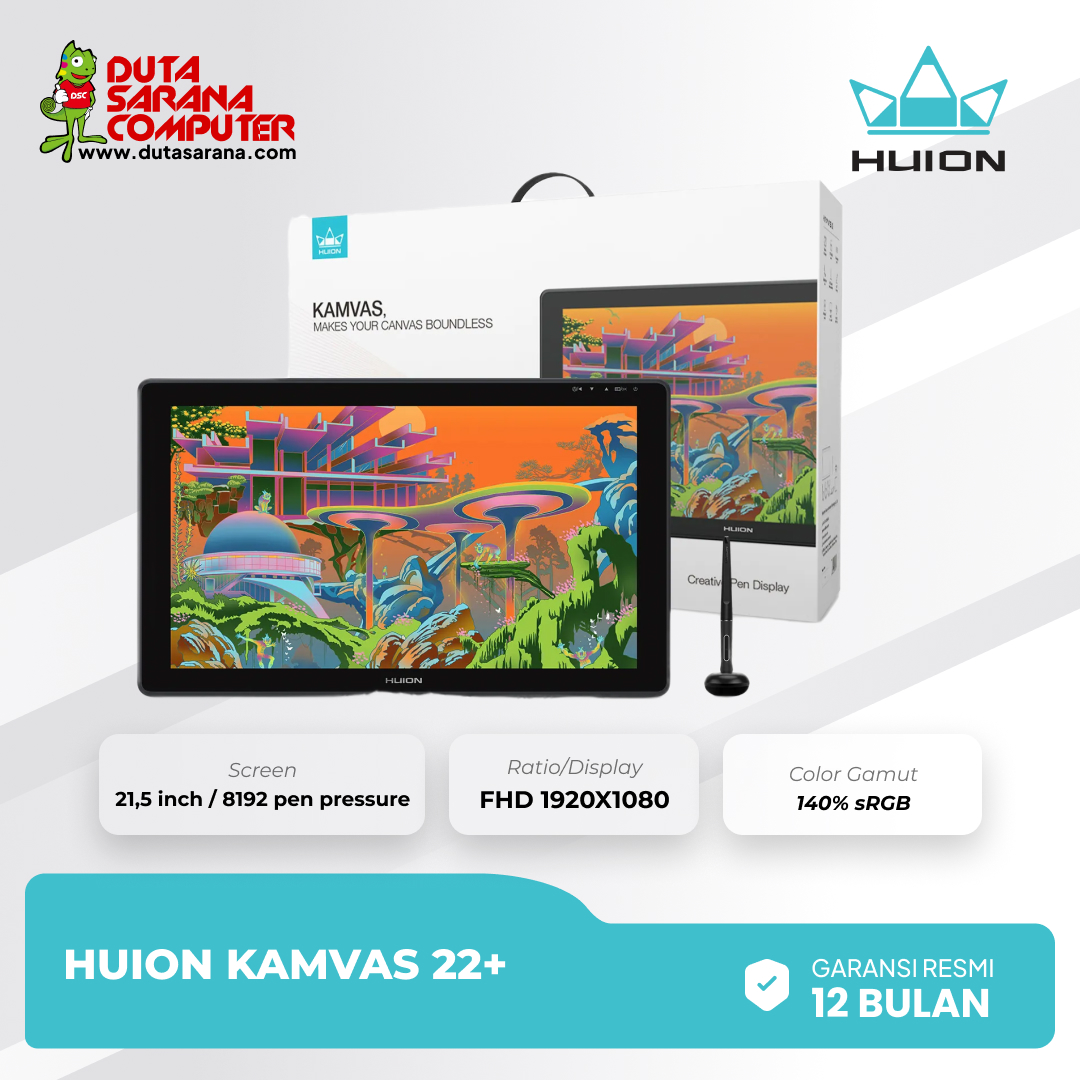 DUTA
SARANA
COMPUTER
DSC
www.dutasarana.com
HUION
HUION
KAMVAS,
MAKES YOUR CANVAS BOUNDLESS
HUION
Creative Pen Display
HUION
Screen
21,5 inch / 8192 pen pressure
Ratio/Display
FHD 1920X1080
Color Gamut
140% sRGB
HUION KAMVAS 22+
GARANSI RESMI
12 BULAN